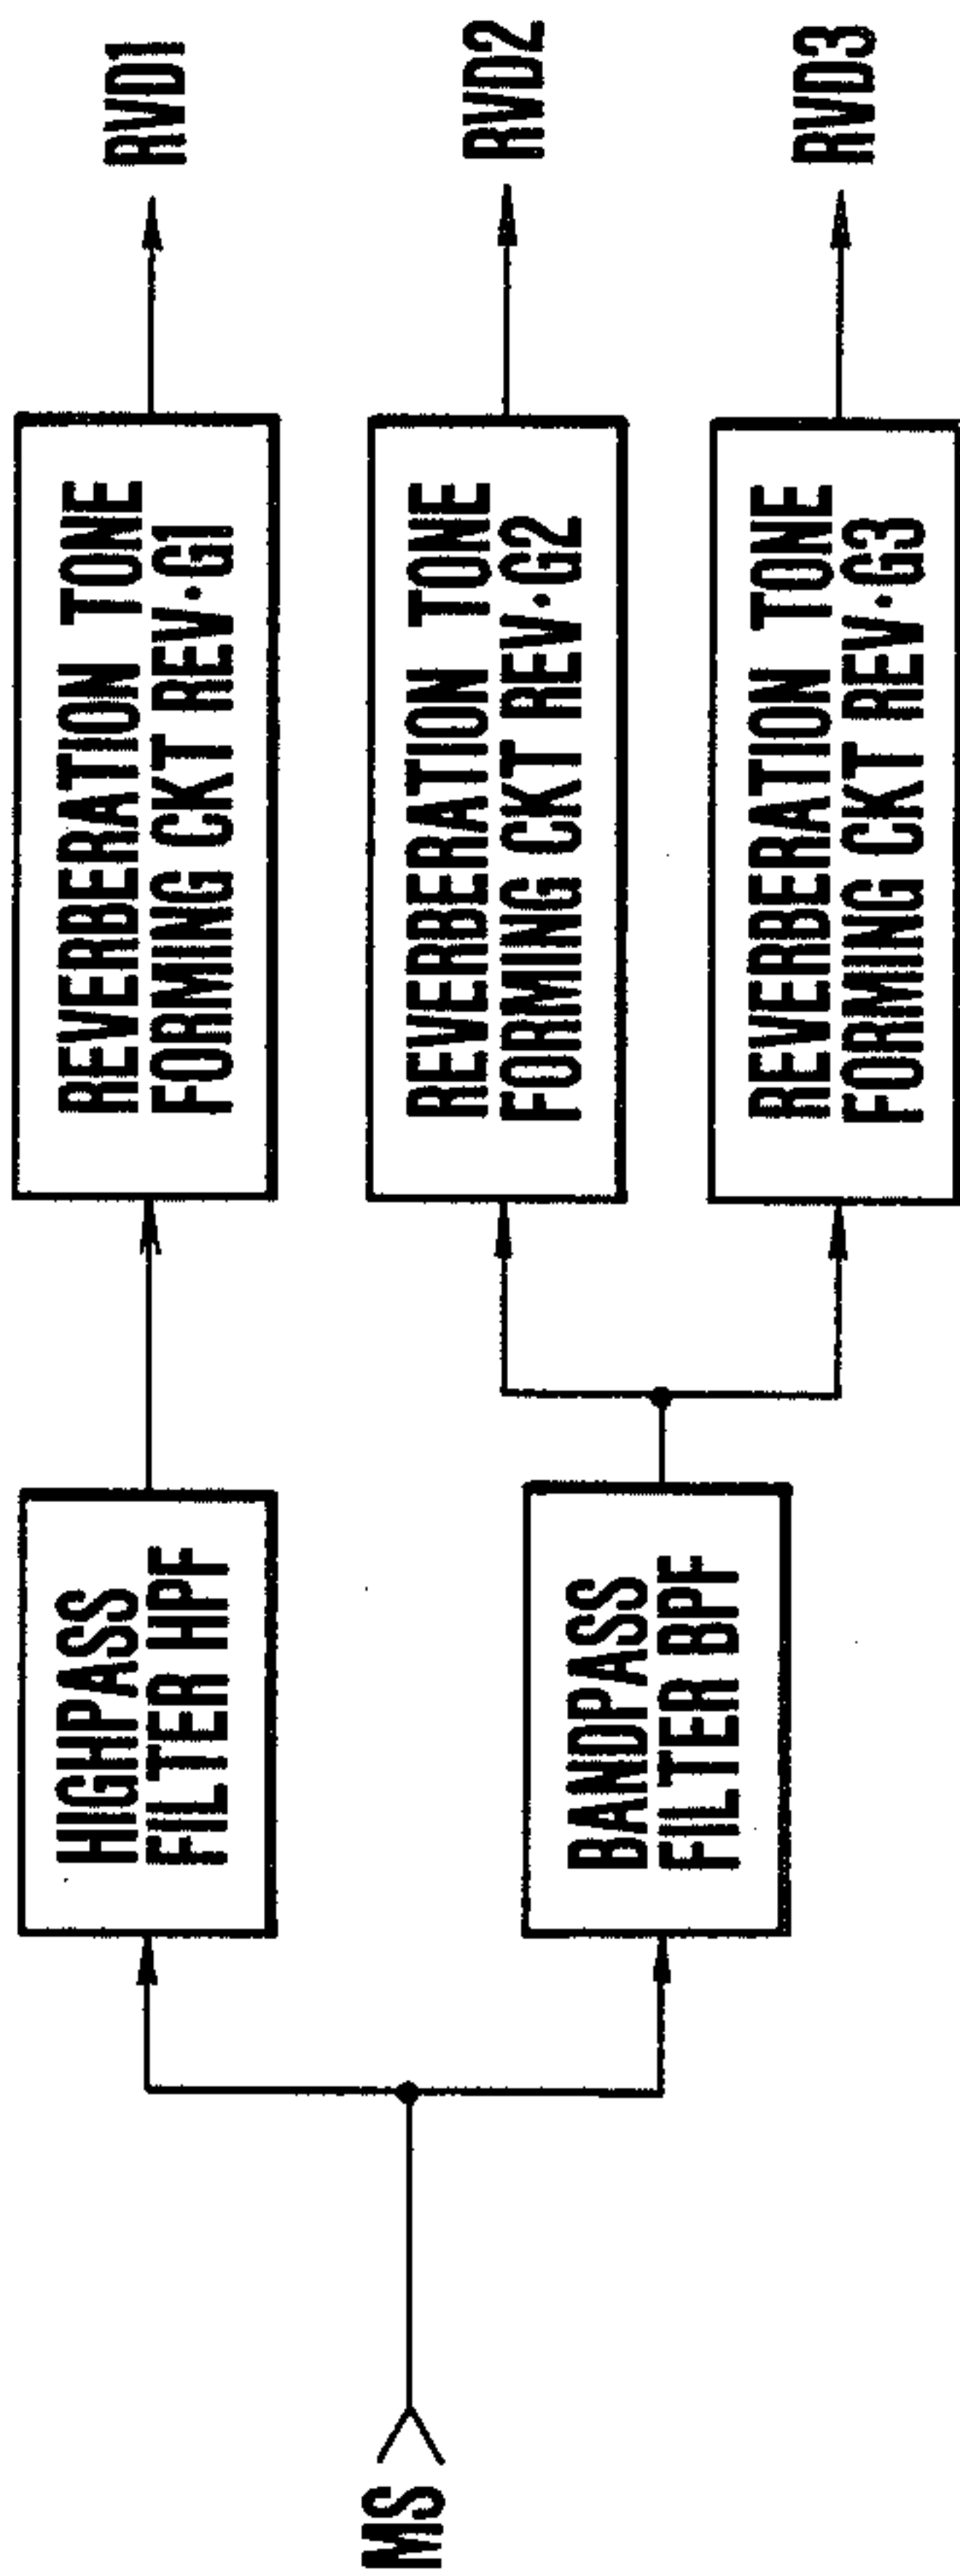 MS
HIGHPASS
FILTER HPF
REVERBERATION TONE
FORMING CKT REV·G1
RVD1
BANDPASS
FILTER BPF
REVERBERATION TONE
FORMING CKT REV·G2
RVD2
REVERBERATION TONE
FORMING CKT REV·G3
RVD3